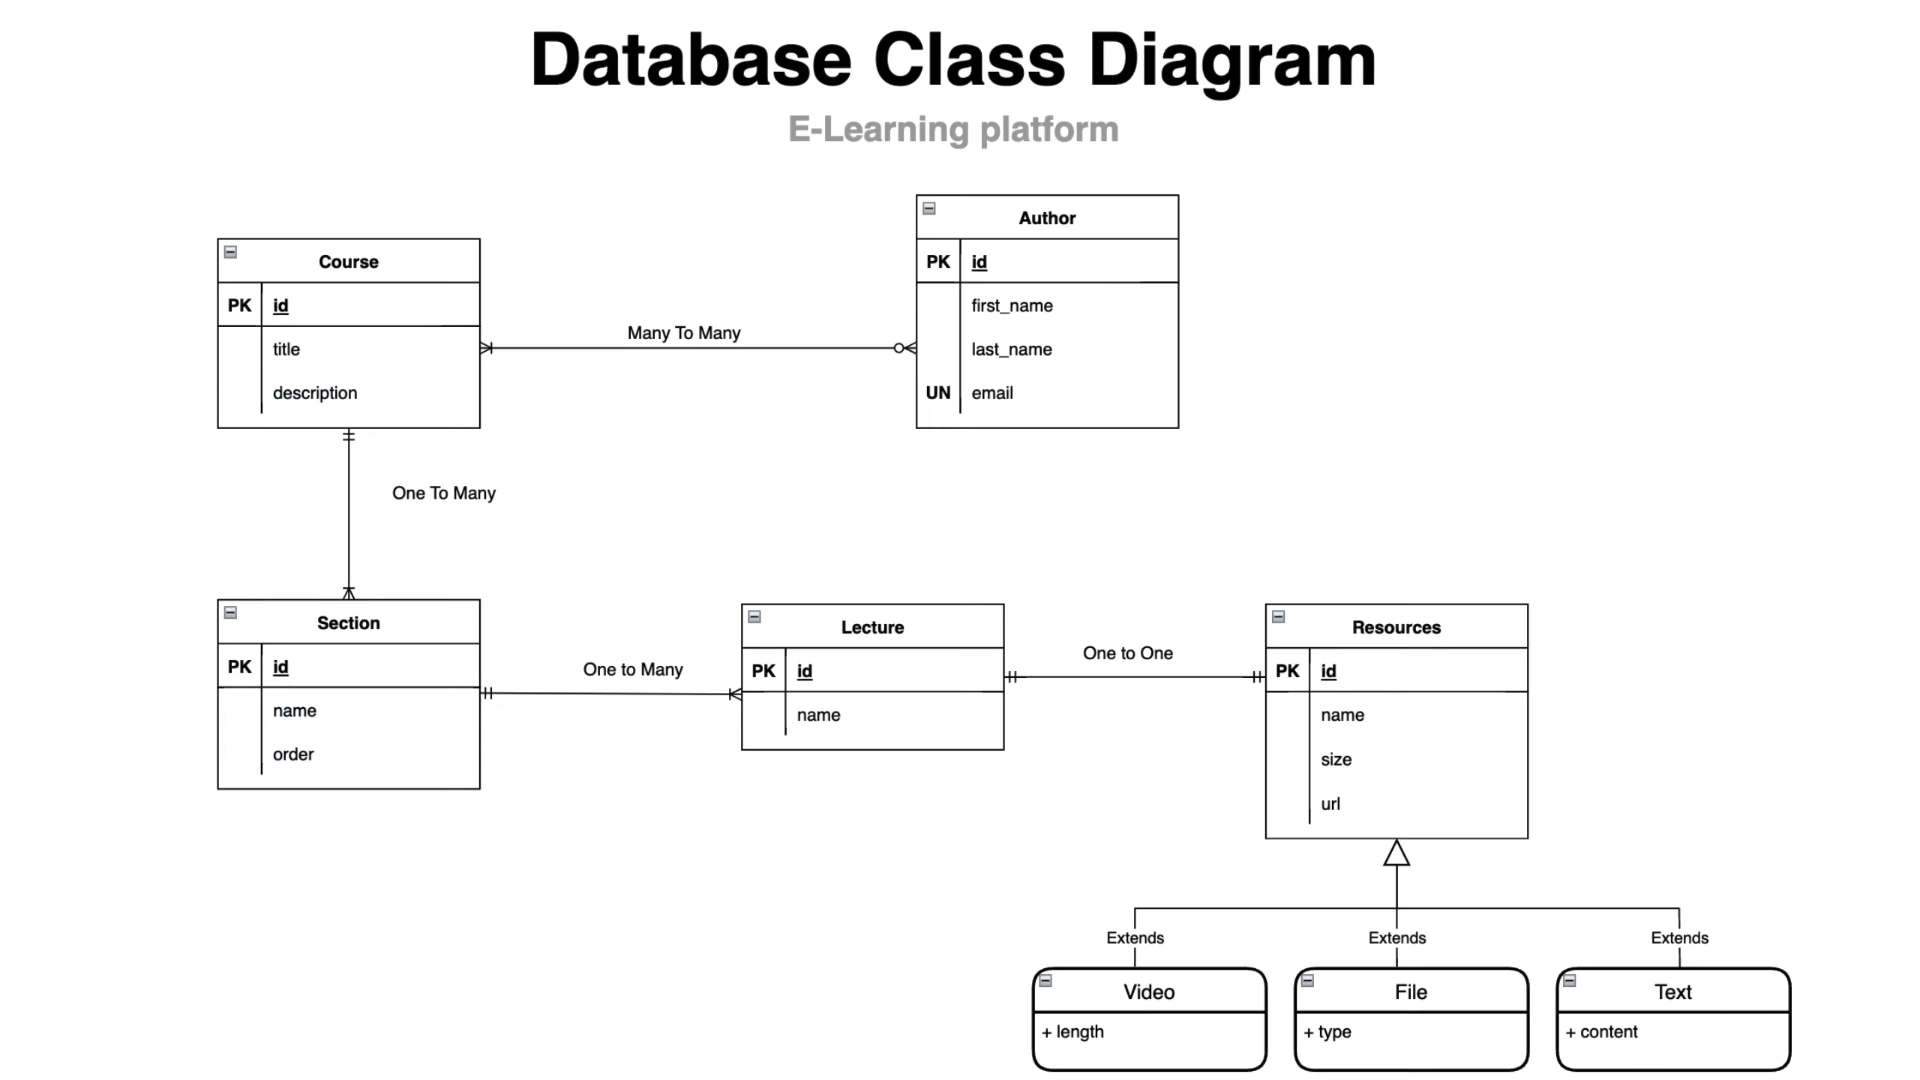 Database Class Diagram
E-Learning platform
Course
PK id
title
description
Many To Many
Author
PK id
first_name
last_name
UN email
One To Many
Section
PK id
name
order
One to Many
Lecture
PK id
name
One to One
Resources
PK id
name
size
url
Extends
Extends
Extends
Video
+ length
File
+ type
Text
+ content